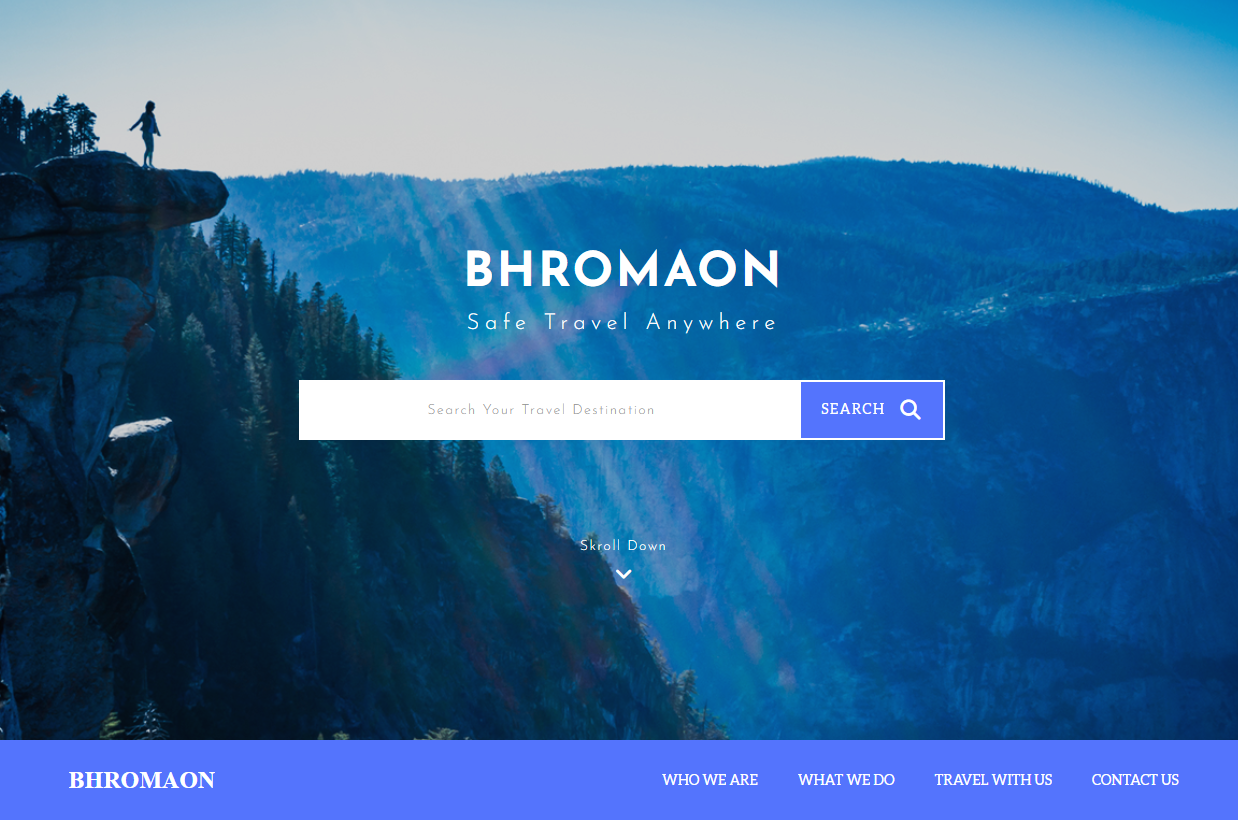 BHROMAON
Safe Travel Anywhere
Search Your Travel Destination
SEARCH
Skroll Down
BHROMAON
WHO WE ARE
WHAT WE DO
TRAVEL WITH US
CONTACT US